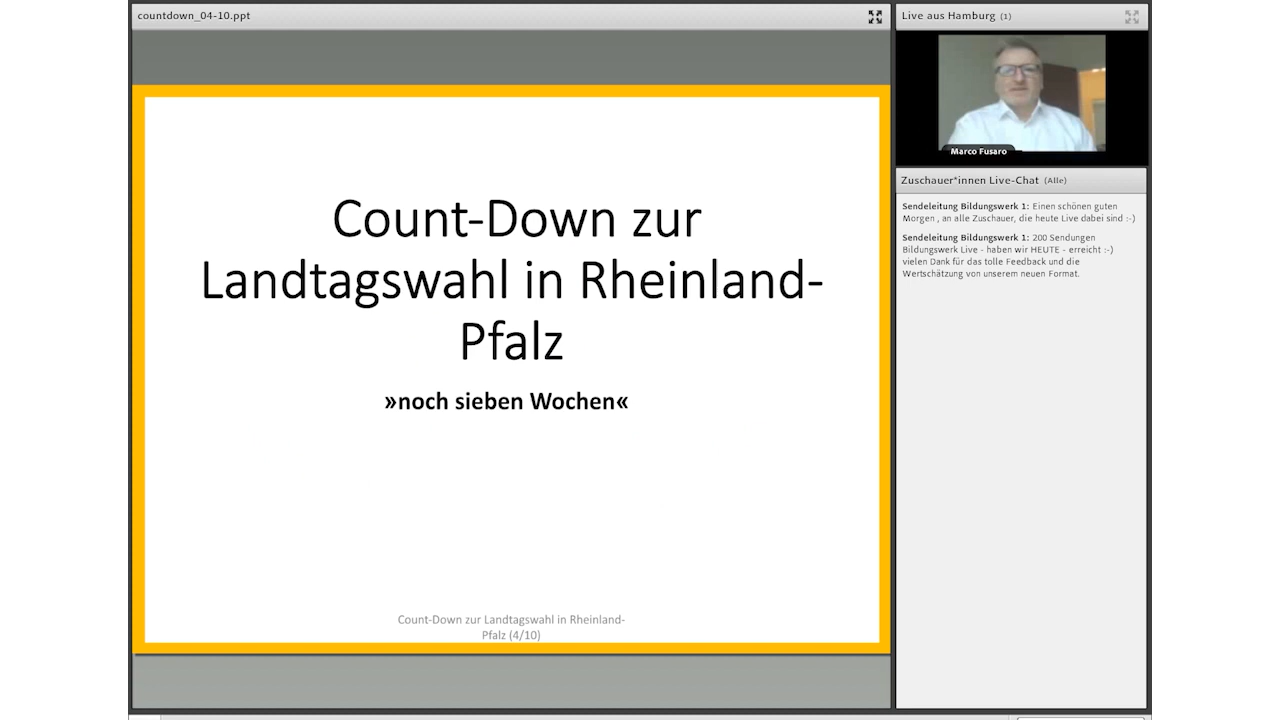 countdown_04-10.ppt
Count-Down zur
Landtagswahl in Rheinland-
Pfalz
»noch sieben Wochen«
Count-Down zur Landtagswahl in Rheinland-
Pfalz (4/10)
Live aus Hamburg (1)
Marco Fusaro
Zuschauer*innen Live-Chat (Alle)
Sendeleitung Bildungswerk 1: Einen schönen guten
Morgen , an alle Zuschauer, die heute Live dabei sind :-)
Sendeleitung Bildungswerk 1: 200 Sendungen
Bildungswerk Live - haben wir HEUTE - erreicht :-)
vielen Dank für das tolle Feedback und die
Wertschätzung von unserem neuen Format.